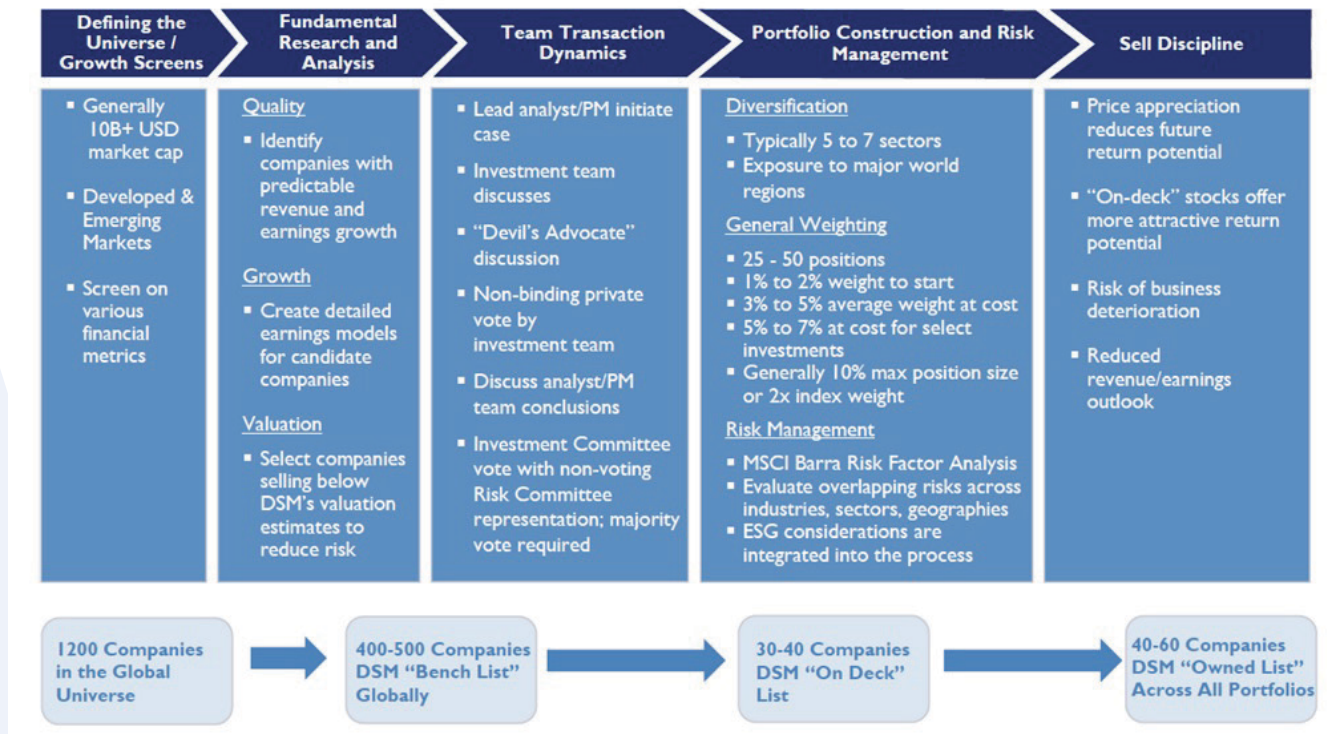 Defining the
Universe /
Growth Screens
Fundamental
Research and
Analysis
Team Transaction
Dynamics
Portfolio Construction and Risk
Management
Sell Discipline
▪ Generally
10B+ USD
market cap
▪ Developed &
Emerging
Markets
▪ Screen on
various
financial
metrics
Quality
▪ Identify
companies with
predictable
revenue and
earnings growth
Growth
▪ Create detailed
earnings models
for candidate
companies
Valuation
▪ Select companies
selling below
DSM's valuation
estimates to
reduce risk
▪ Lead analyst/PM initiate
case
▪ Investment team
discusses
▪ “Devil's Advocate”
discussion
▪ Non-binding private
vote by
investment team
▪ Discuss analyst/PM
team conclusions
▪ Investment Committee
vote with non-voting
Risk Committee
representation; majority
vote required
Diversification
▪ Typically 5 to 7 sectors
▪ Exposure to major world
regions
General Weighting
▪ 25 - 50 positions
▪ 1% to 2% weight to start
▪ 3% to 5% average weight at cost
▪ 5% to 7% at cost for select
investments
▪ Generally 10% max position size
or 2x index weight
Risk Management
▪ MSCI Barra Risk Factor Analysis
▪ Evaluate overlapping risks across
industries, sectors, geographies
▪ ESG considerations are
integrated into the process
▪ Price appreciation
reduces future
return potential
▪ “On-deck” stocks offer
more attractive return
potential
▪ Risk of business
deterioration
▪ Reduced
revenue/earnings
outlook
1200 Companies
in the Global
Universe
400-500 Companies
DSM “Bench List”
Globally
30-40 Companies
DSM “On Deck”
List
40-60 Companies
DSM “Owned List”
Across All Portfolios